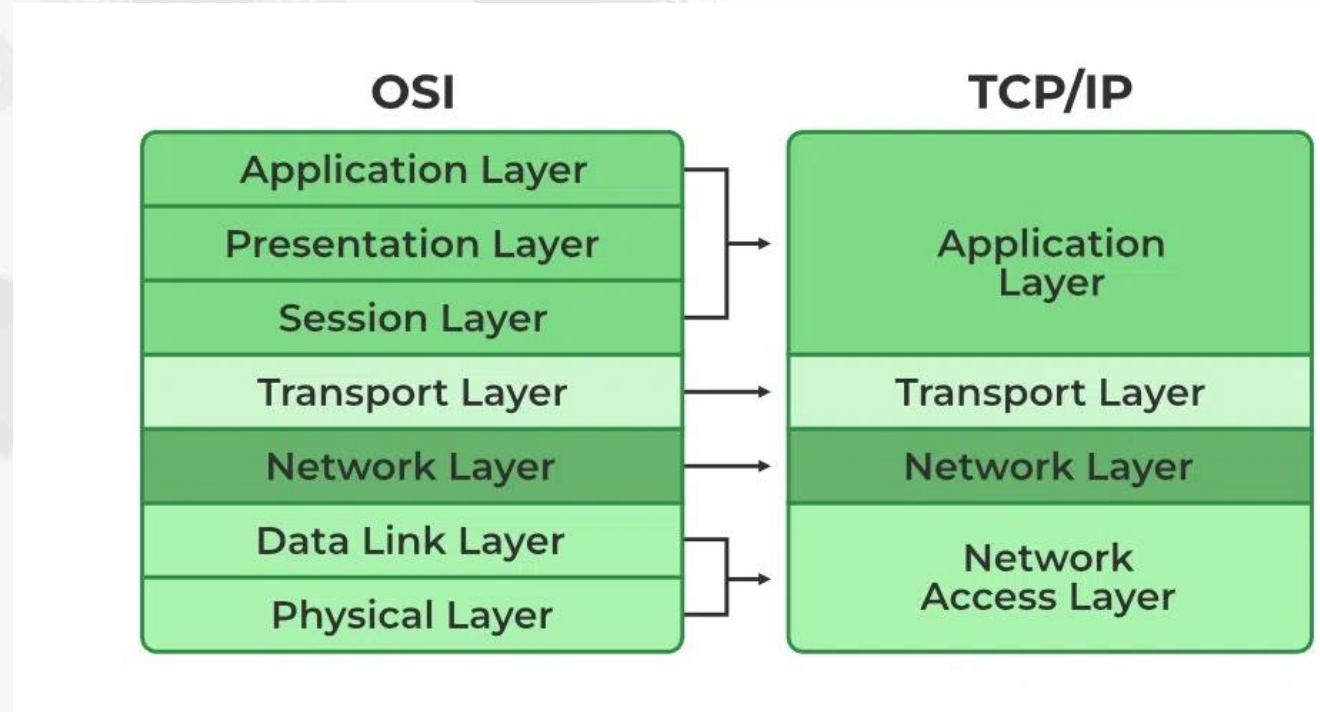 OSI
Application Layer
Presentation Layer
Session Layer
Transport Layer
Network Layer
Data Link Layer
Physical Layer
TCP/IP
Application
Layer
Transport Layer
Network Layer
Network
Access Layer